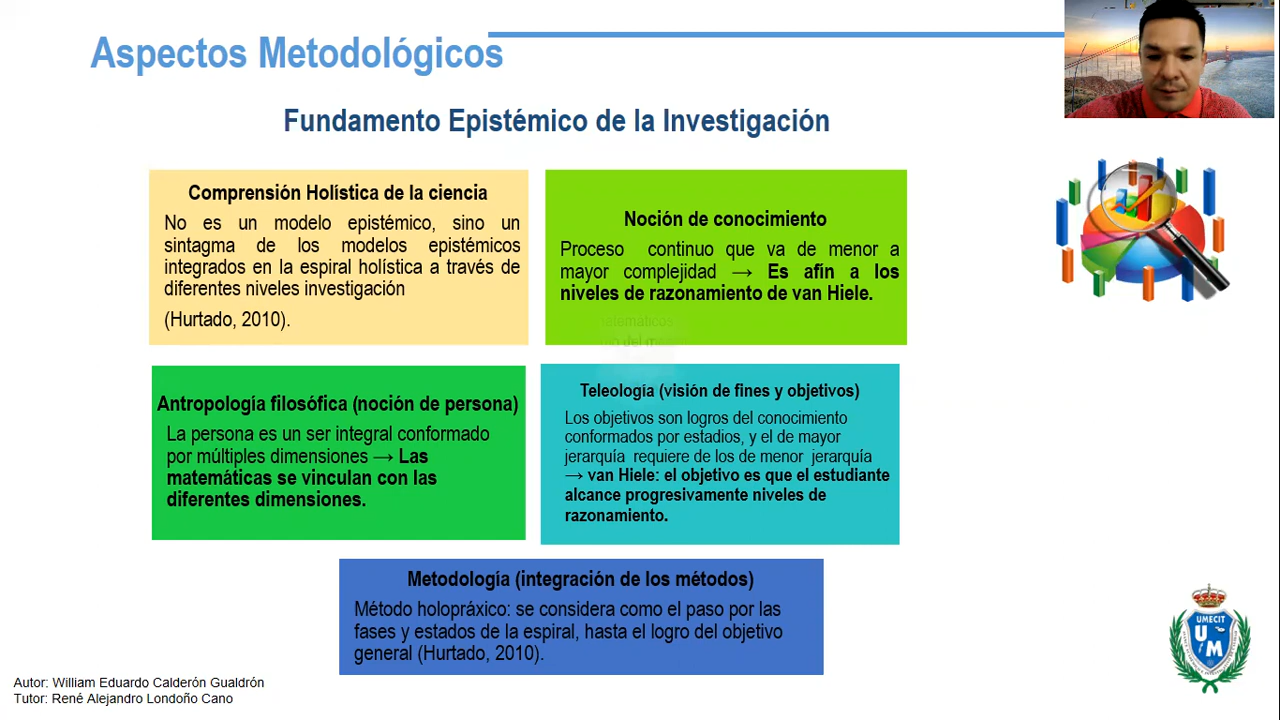 Aspectos Metodológicos
Fundamento Epistémico de la Investigación
Comprensión Holística de la ciencia
No es un modelo epistémico, sino un
sintagma de los modelos epistémicos
integrados en la espiral holística a través de
diferentes niveles investigación
(Hurtado, 2010).
Noción de conocimiento
Proceso continuo que va de menor a
mayor complejidad → Es afín a los
niveles de razonamiento de van Hiele.
Antropología filosófica (noción de persona)
La persona es un ser integral conformado
por múltiples dimensiones → Las
matemáticas se vinculan con las
diferentes dimensiones.
Teleología (visión de fines y objetivos)
Los objetivos son logros del conocimiento
conformados por estadios, y el de mayor
jerarquía requiere de los de menor jerarquía
→ van Hiele: el objetivo es que el estudiante
alcance progresivamente niveles de
razonamiento.
Metodología (integración de los métodos)
Método holopráxico: se considera como el paso por las
fases y estados de la espiral, hasta el logro del objetivo
general (Hurtado, 2010).
Autor: William Eduardo Calderón Gualdrón
Tutor: René Alejandro Londoño Cano
UMECIT
UM